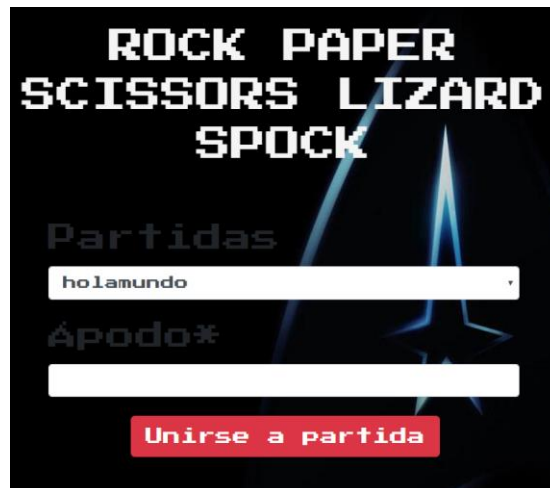 ROCK PAPER
SCISSORS LIZARD
SPOCK
Partidas
holamundo
Apodo*
Unirse a partida